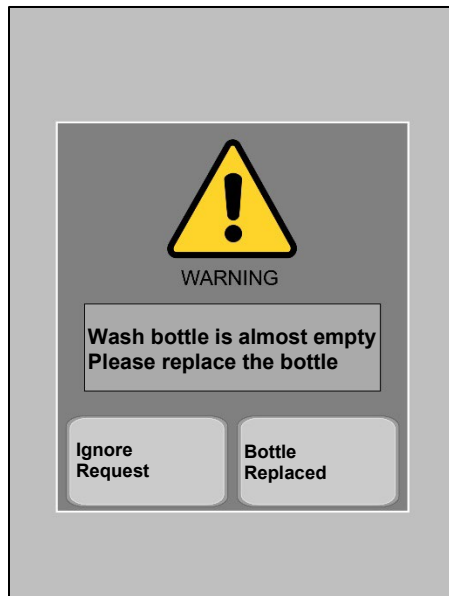 WARNING
Wash bottle is almost empty
Please replace the bottle
Ignore
Request
Bottle
Replaced